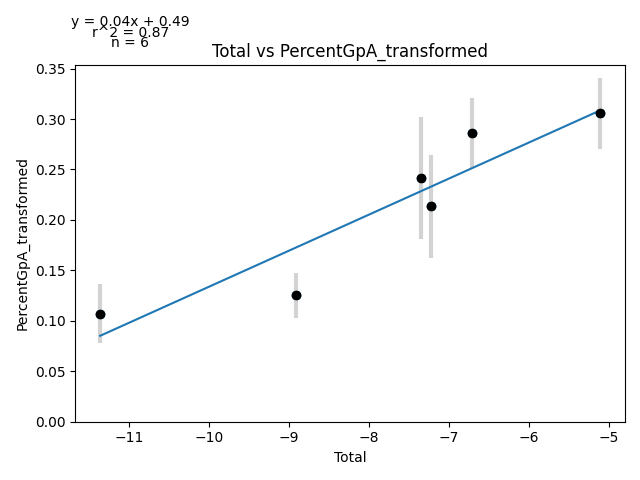 y = 0.04x + 0.49
r^2 = 0.87
n = 6
Total vs PercentGpA_transformed
0.35
0.30
0.25
0.20
0.15
0.10
0.05
0.00
PercentGpA_transformed
−11 −10 −9 −8 −7 −6 −5
Total